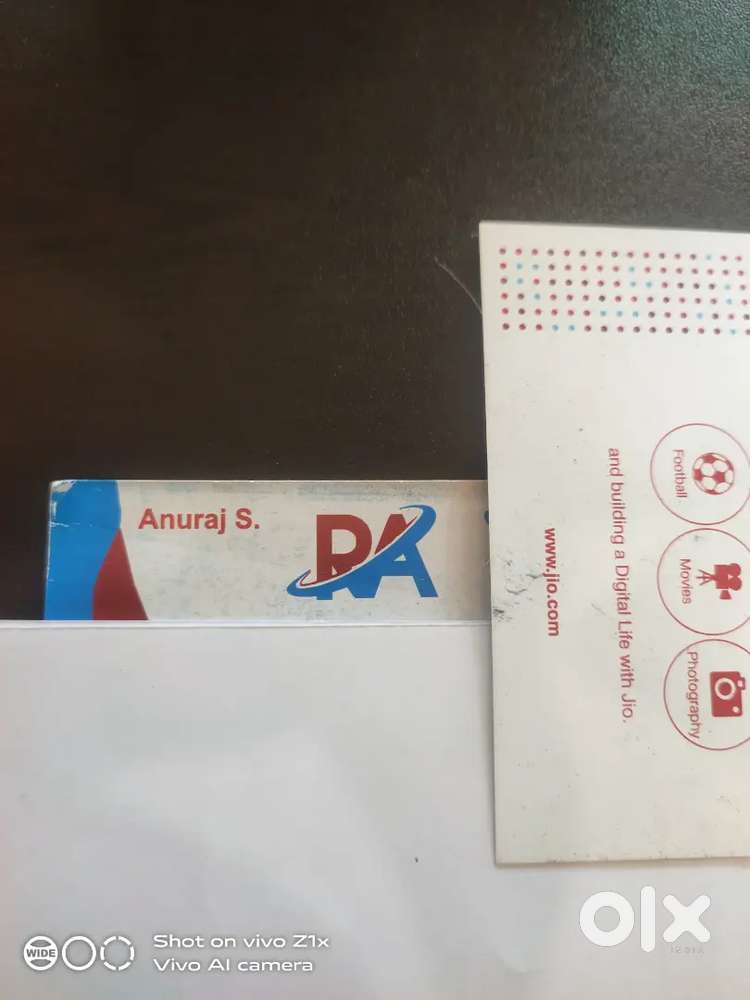 Anuraj S.
RA
Football
Movies
Photography
and building a Digital Life with Jio.
www.jio.com
WIDE
Shot on vivo Z1x
Vivo AI camera
olx